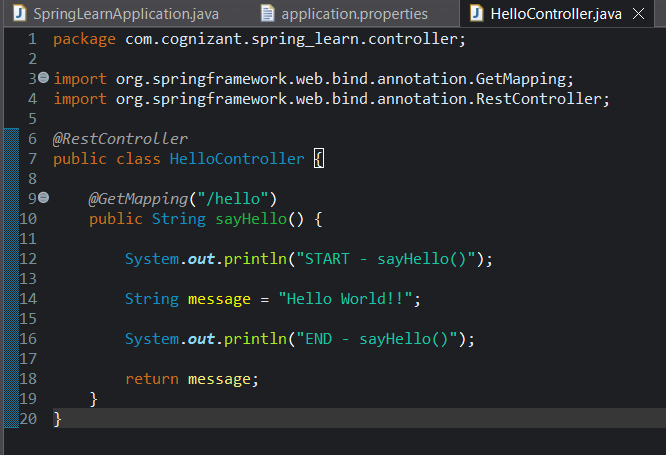 SpringLearnApplication.java application.properties HelloController.java
1 package com.cognizant.spring_learn.controller;
2
3 import org.springframework.web.bind.annotation.GetMapping;
4 import org.springframework.web.bind.annotation.RestController;
5
6 @RestController
7 public class HelloController {
8
9 @GetMapping("/hello")
10 public String sayHello() {
11
12 System.out.println("START - sayHello()");
13
14 String message = "Hello World!!";
15
16 System.out.println("END - sayHello()");
17
18 return message;
19 }
20 }